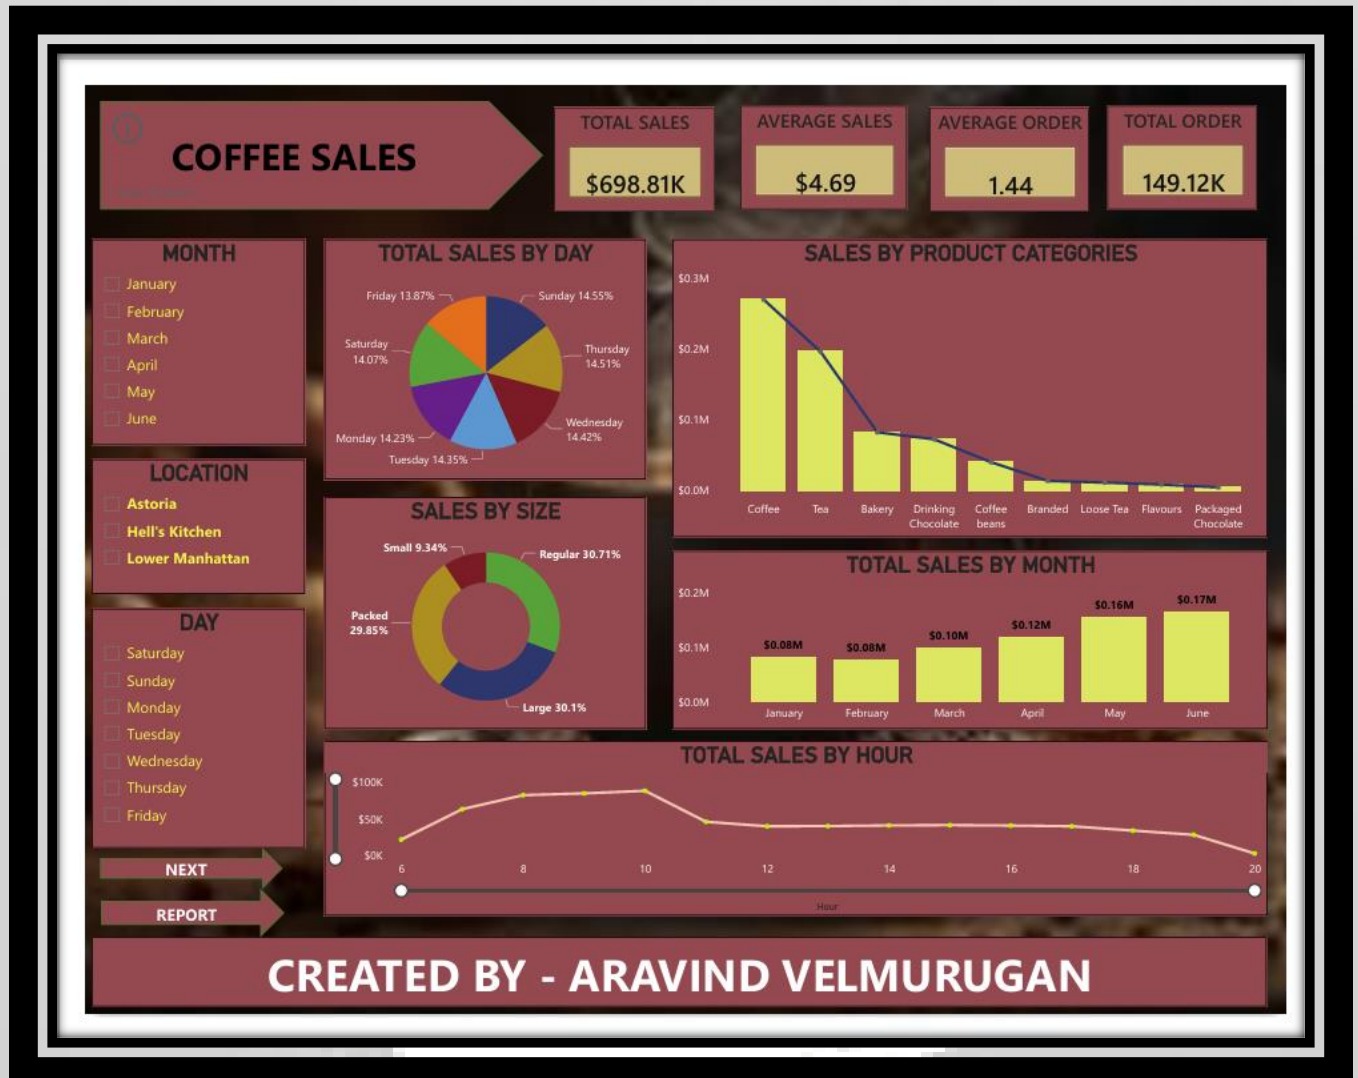 COFFEE SALES
TOTAL SALES
$698.81K
AVERAGE SALES
$4.69
AVERAGE ORDER
1.44
TOTAL ORDER
149.12K
MONTH
January
February
March
April
May
June
LOCATION
Astoria
Hell's Kitchen
Lower Manhattan
DAY
Saturday
Sunday
Monday
Tuesday
Wednesday
Thursday
Friday
NEXT
REPORT
TOTAL SALES BY DAY
Friday 13.87%
Sunday 14.55%
Saturday
14.07%
Thursday
14.51%
Wednesday
14.42%
Monday 14.23%
Tuesday 14.35%
SALES BY SIZE
Small 9.34%
Regular 30.71%
Packed
29.85%
Large 30.1%
SALES BY PRODUCT CATEGORIES
$0.3M
$0.2M
$0.1M
$0.0M
Coffee
Tea
Bakery
Drinking
Chocolate
Coffee
beans
Branded
Loose Tea
Flavours
Packaged
Chocolate
TOTAL SALES BY MONTH
$0.2M
$0.1M
$0.0M
$0.08M
$0.08M
$0.10M
$0.12M
$0.16M
$0.17M
January
February
March
April
May
June
TOTAL SALES BY HOUR
$100K
$50K
$0K
6
8
10
12
14
16
18
20
Hour
CREATED BY - ARAVIND VELMURUGAN